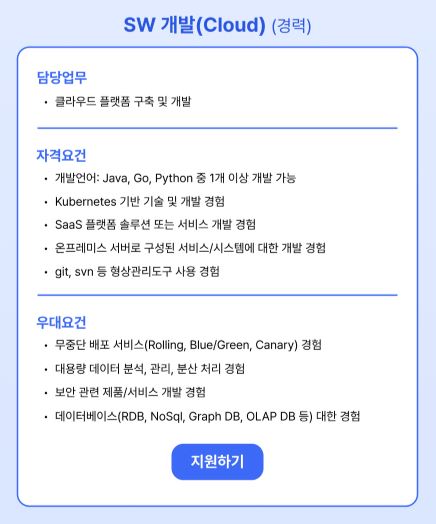 SW 개발(Cloud) (경력)
담당업무
• 클라우드 플랫폼 구축 및 개발
자격요건
• 개발언어: Java, Go, Python 중 1개 이상 개발 가능
• Kubernetes 기반 기술 및 개발 경험
• SaaS 플랫폼 솔루션 또는 서비스 개발 경험
• 온프레미스 서버로 구성된 서비스/시스템에 대한 개발 경험
• git, svn 등 형상관리도구 사용 경험
우대요건
• 무중단 배포 서비스(Rolling, Blue/Green, Canary) 경험
• 대용량 데이터 분석, 관리, 분산 처리 경험
• 보안 관련 제품/서비스 개발 경험
• 데이터베이스(RDB, NoSql, Graph DB, OLAP DB 등) 대한 경험
지원하기